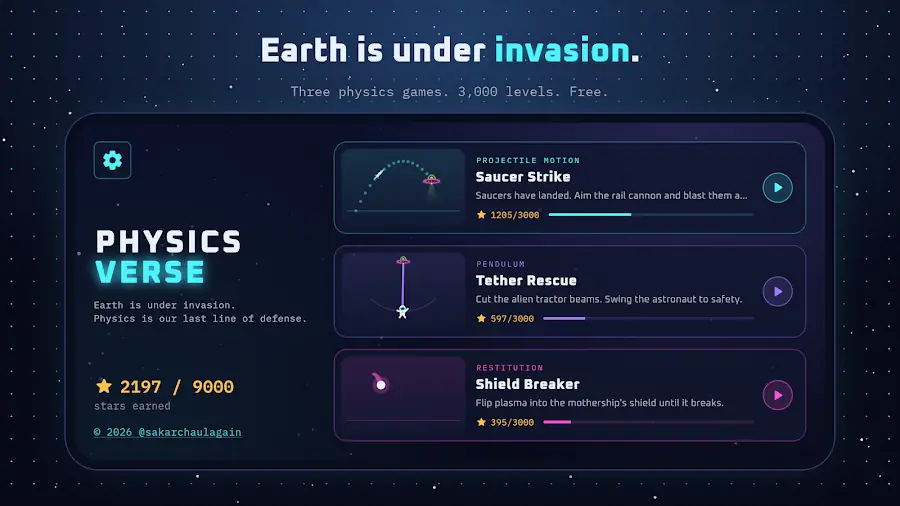 Earth is under invasion.
Three physics games. 3,000 levels. Free.
PHYSICS
VERSE
Earth is under invasion.
Physics is our last line of defense.
2197 / 9000
stars earned
© 2026 @sakarchaulagain
PROJECTILE MOTION
Saucer Strike
Saucers have landed. Aim the rail cannon and blast them a...
1205/3000
PENDULUM
Tether Rescue
Cut the alien tractor beams. Swing the astronaut to safety.
597/3000
RESTITUTION
Shield Breaker
Flip plasma into the mothership's shield until it breaks.
395/3000